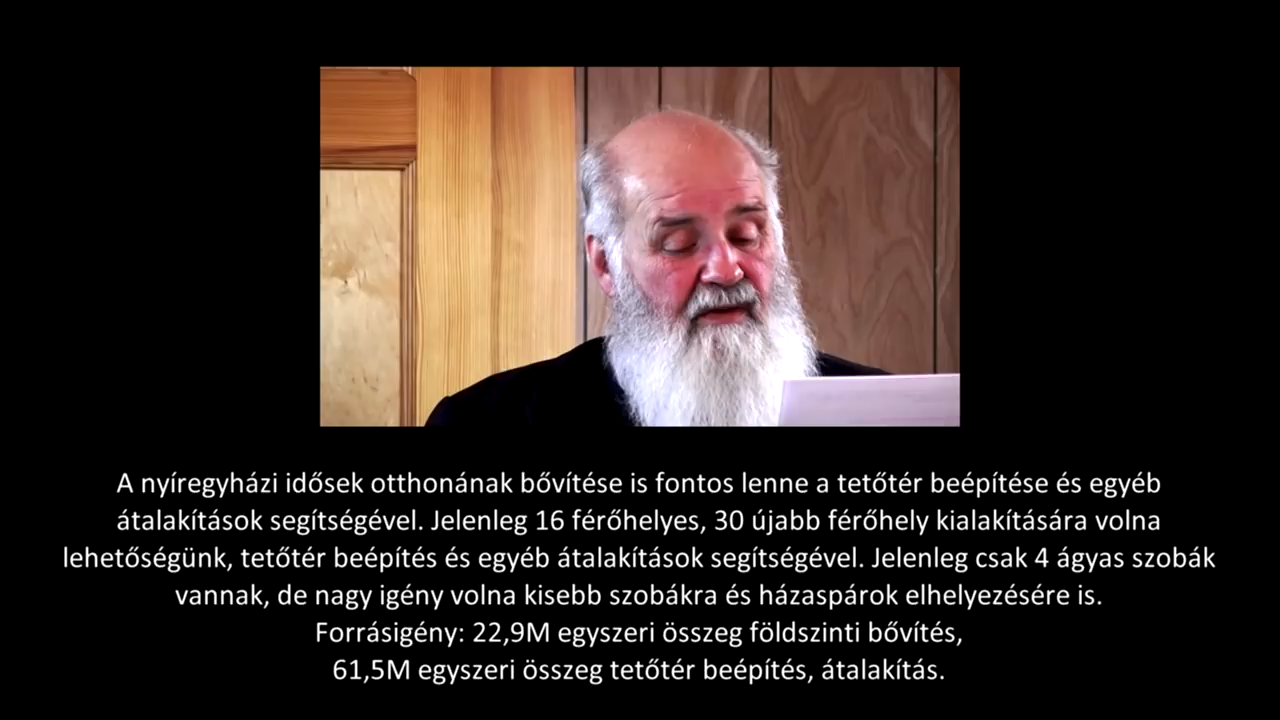 A nyíregyházi idősek otthonának bővítése is fontos lenne a tetőtér beépítése és egyéb
átalakítások segítségével. Jelenleg 16 férőhelyes, 30 újabb férőhely kialakítására volna
lehetőségünk, tetőtér beépítés és egyéb átalakítások segítségével. Jelenleg csak 4 ágyas szobák
vannak, de nagy igény volna kisebb szobákra és házaspárok elhelyezésére is.
Forrásigény: 22,9M egyszeri összeg földszinti bővítés,
61,5M egyszeri összeg tetőtér beépítés, átalakítás.